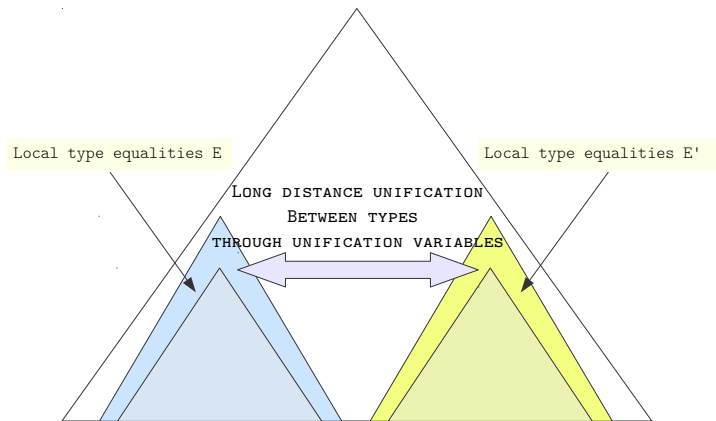 Local type equalities E
Local type equalities E'
Long distance unification
Between types
through unification variables